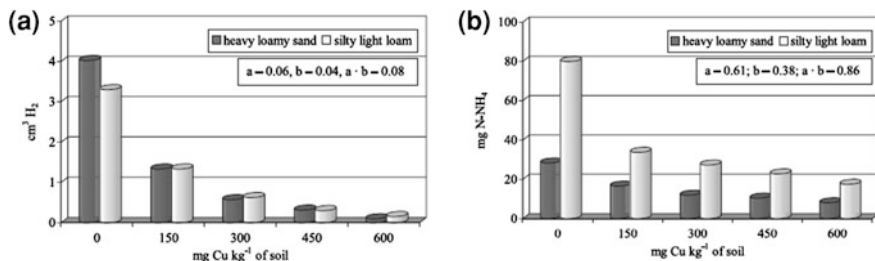 (a)
5
4
3
2
1
0
cm³ H₂
heavy loamy sand silty light loam
a – 0.06, b – 0.04, a · b – 0.08
0 150 300 450 600
mg Cu kg⁻¹ of soil
(b)
100
80
60
40
20
0
mg N-NH₄
heavy loamy sand silty light loam
a – 0.61; b – 0.38; a · b – 0.86
0 150 300 450 600
mg Cu kg⁻¹ of soil